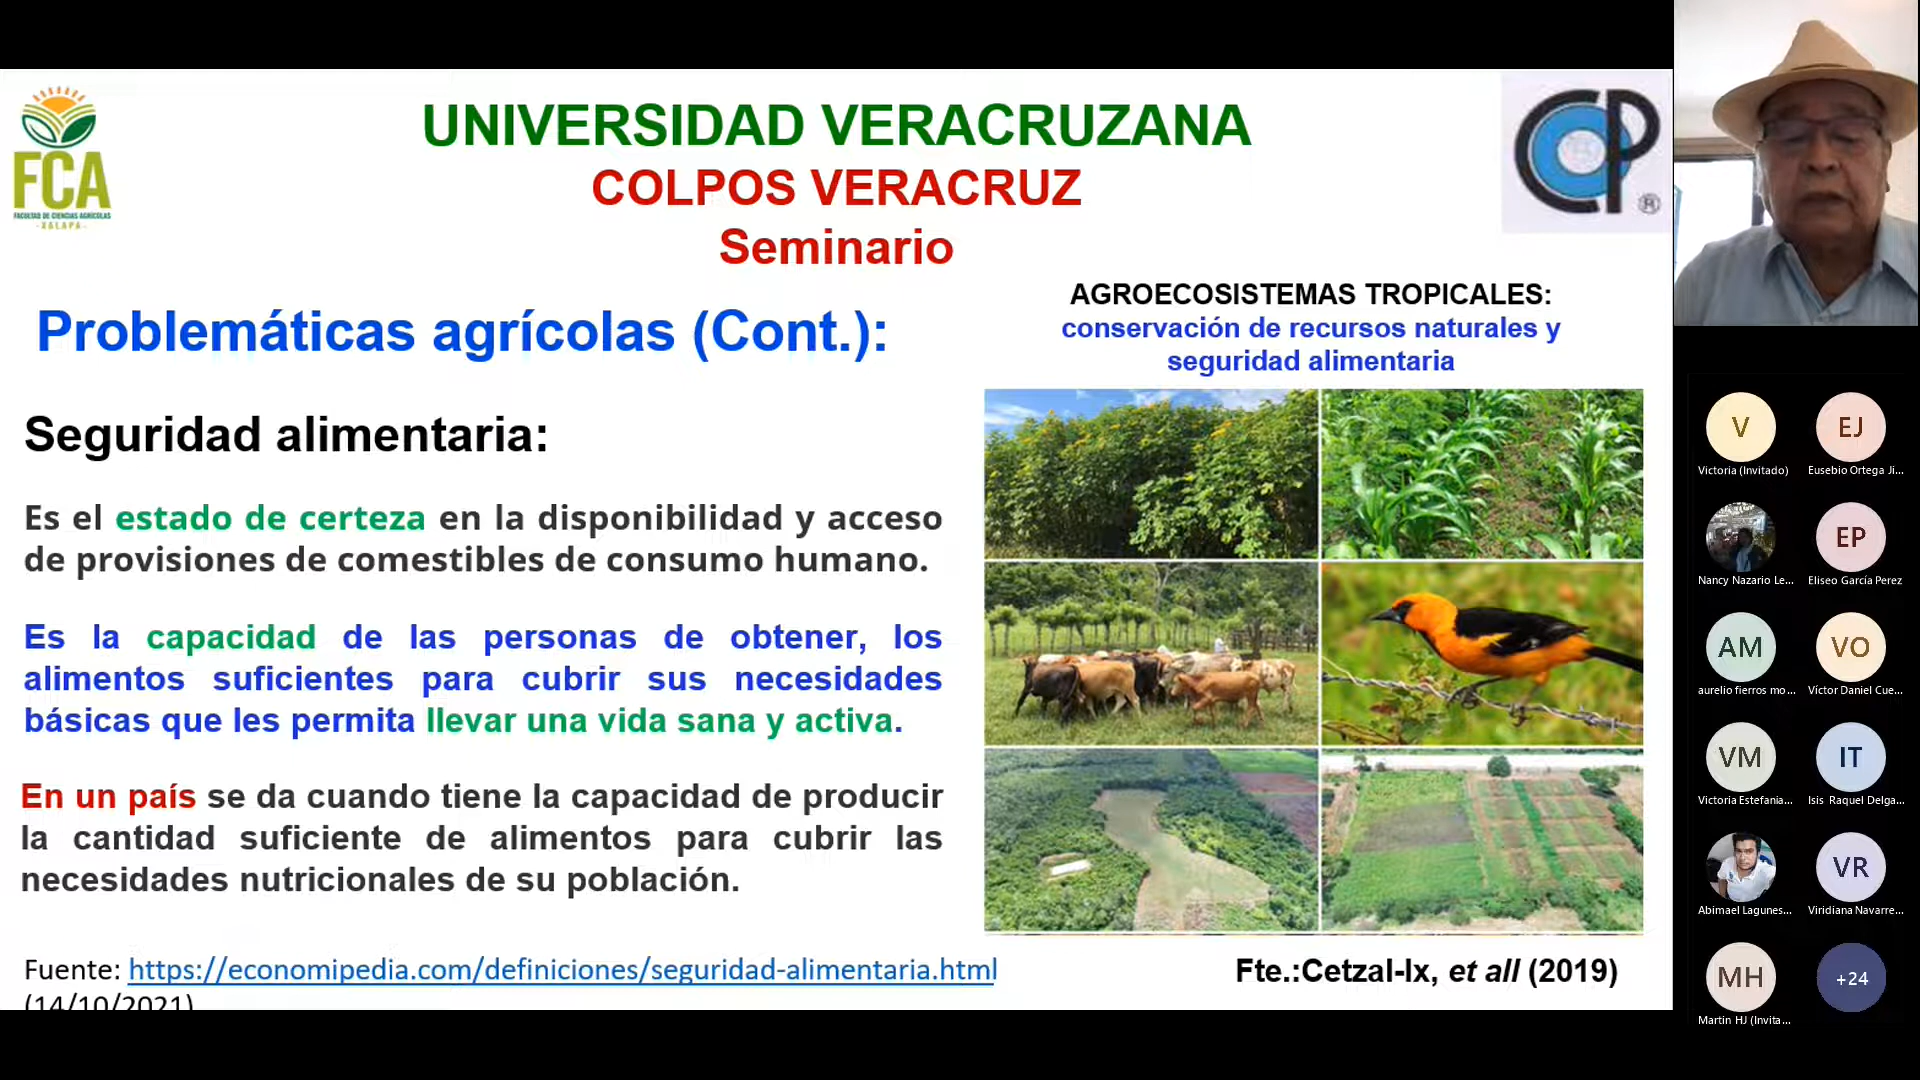 FCA
FACULTAD DE CIENCIAS AGRÍCOLAS
-XALAPA-
UNIVERSIDAD VERACRUZANA
COLPOS VERACRUZ
Seminario
CP
®
Problemáticas agrícolas (Cont.):
Seguridad alimentaria:
Es el estado de certeza en la disponibilidad y acceso
de provisiones de comestibles de consumo humano.
Es la capacidad de las personas de obtener, los
alimentos suficientes para cubrir sus necesidades
básicas que les permita llevar una vida sana y activa.
En un país se da cuando tiene la capacidad de producir
la cantidad suficiente de alimentos para cubrir las
necesidades nutricionales de su población.
Fuente: https://economipedia.com/definiciones/seguridad-alimentaria.html
(14/10/2021)
AGROECOSISTEMAS TROPICALES:
conservación de recursos naturales y
seguridad alimentaria
Fte.:Cetzal-Ix, et all (2019)
V
EJ
Victoria (Invitado)
Eusebio Ortega Ji...
EP
Nancy Nazario Le...
Eliseo García Perez
AM
VO
aurelio fierros mo...
Víctor Daniel Cue...
VM
IT
Victoria Estefania...
Isis Raquel Delga...
VR
Abimael Lagunes...
Viridiana Navarre...
MH
+24
Martin HJ (Invita...